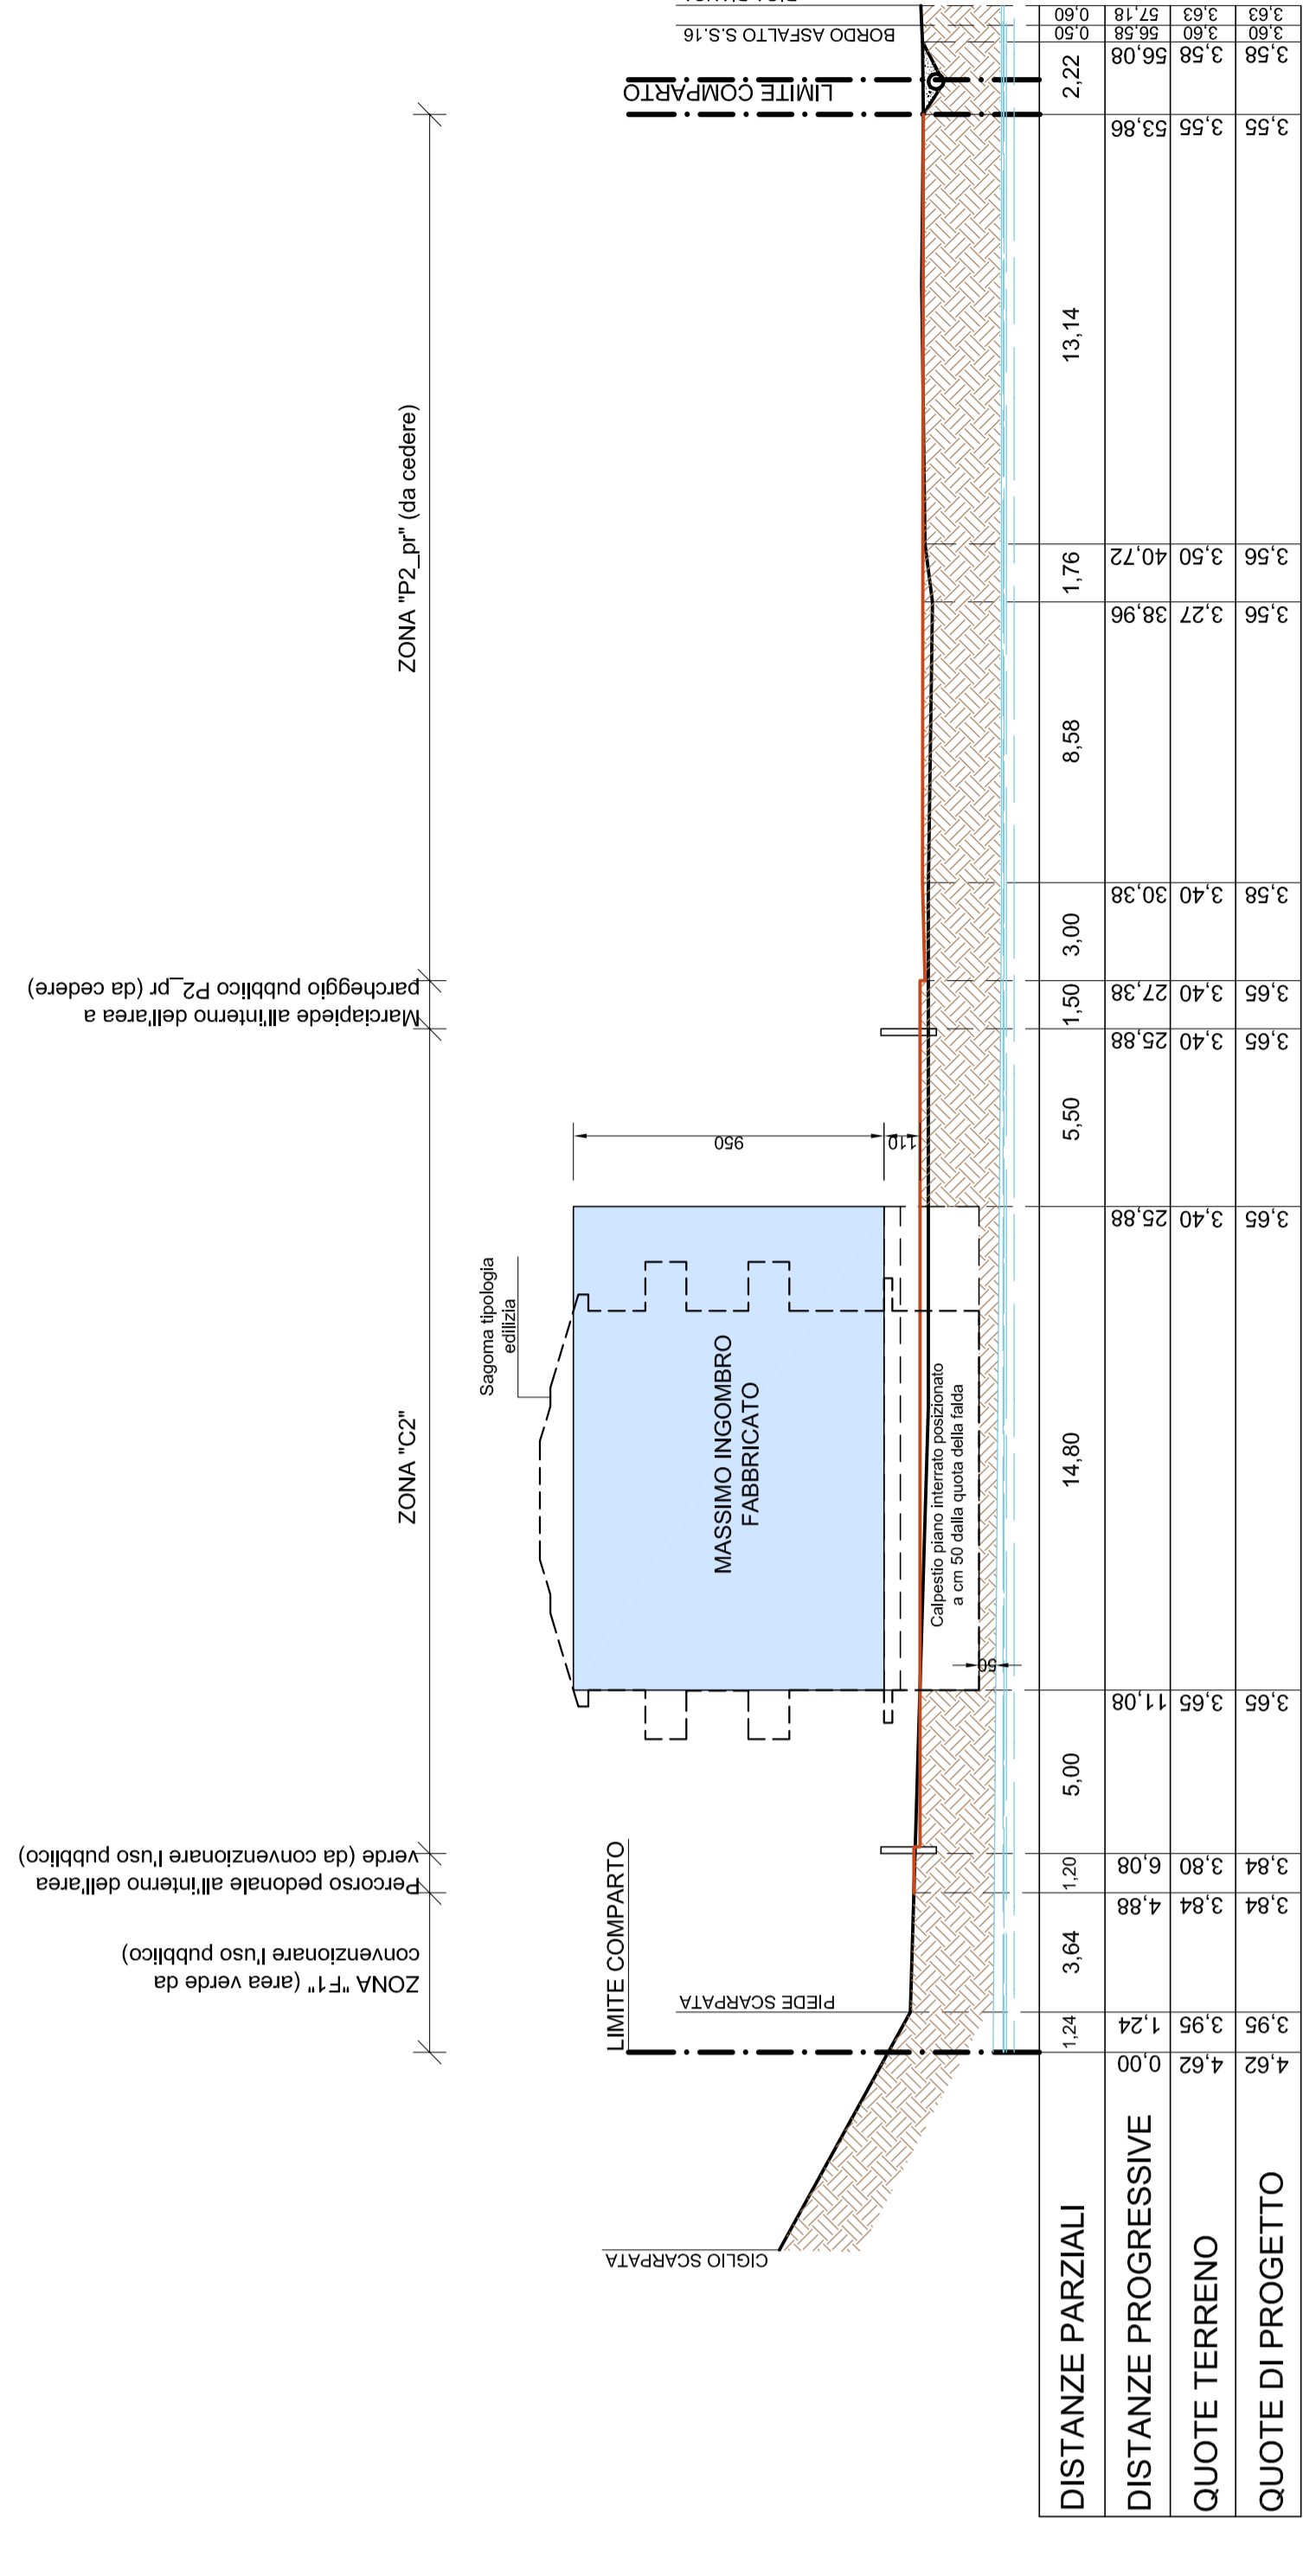 ZONA "F1" (area verde da
convenzionare l'uso pubblico)
Percorso pedonale all'interno dell'area
verde (da convenzionare l'uso pubblico)
ZONA "C2"
Marciapiede all'interno dell'area a
parcheggio pubblico P2_pr (da cedere)
ZONA "P2_pr" (da cedere)
Sagoma tipologia
edilizia
CIGLIO SCARPATA
LIMITE COMPARTO
PIEDE SCARPATA
MASSIMO INGOMBRO
FABBRICATO
950
110
Calpestio piano interrato posizionato
a cm 50 dalla quota della falda
50
LIMITE COMPARTO
BORDO ASFALTO S.S.16
DISTANZE PARZIALI 1,24 3,64 1,20 5,00 14,80 5,50 1,50 3,00 8,58 1,76 13,14 2,22 0,50 0,60
DISTANZE PROGRESSIVE 0,00 1,24 4,88 6,08 11,08 25,88 25,88 27,38 30,38 38,96 40,72 53,86 56,08 56,58 57,18
QUOTE TERRENO 4,62 3,95 3,84 3,80 3,65 3,40 3,40 3,40 3,40 3,27 3,50 3,55 3,58 3,60 3,63
QUOTE DI PROGETTO 4,62 3,95 3,84 3,84 3,65 3,65 3,65 3,65 3,58 3,56 3,56 3,55 3,58 3,60 3,63